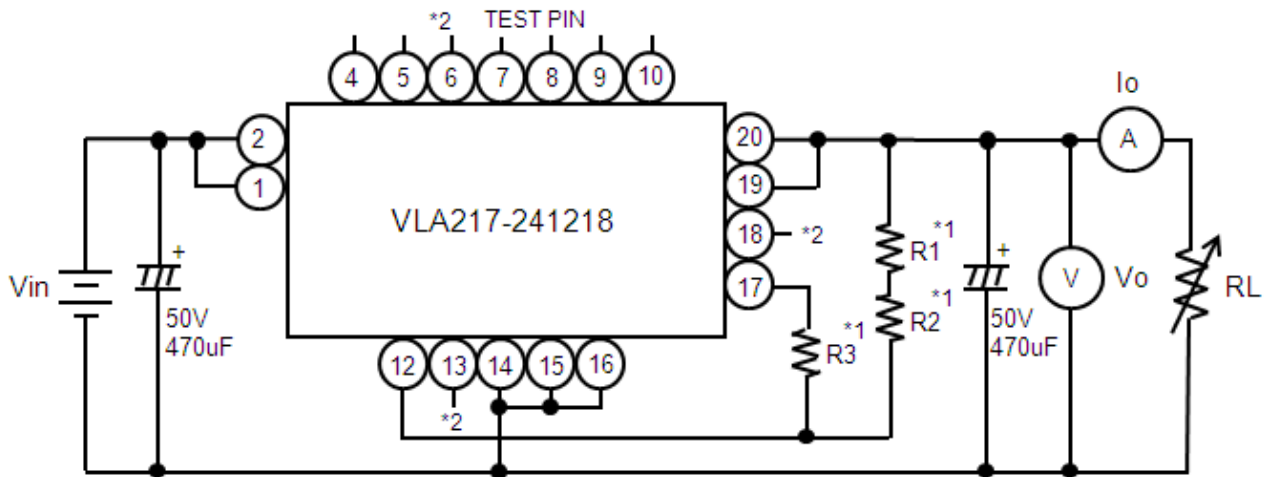 *2 TEST PIN
4 5 6 7 8 9 10
Io
2 20 A
1 19
VLA217-241218
18 *2
*1
R1
+ +
17
Vin V Vo RL
*1
R2
50V
470uF
*1
R3
50V
470uF
12 13 14 15 16
*2